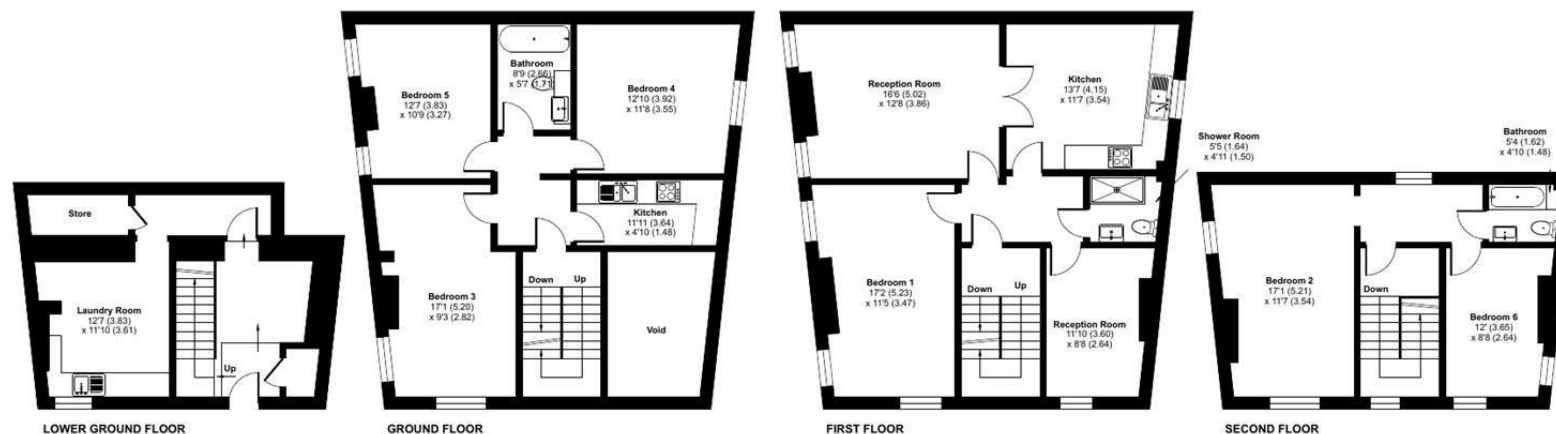 Store
Laundry Room
12'7 (3.83)
x 11'10 (3.61)
Up
LOWER GROUND FLOOR
Bedroom 5
12'7 (3.83)
x 10'9 (3.27)
Bathroom
8'9 (2.66)
x 5'7 (1.71)
Bedroom 4
12'10 (3.92)
x 11'8 (3.55)
Kitchen
11'11 (3.64)
x 4'10 (1.48)
Bedroom 3
17'1 (5.20)
x 9'3 (2.82)
Down
Up
Void
GROUND FLOOR
Reception Room
16'6 (5.02)
x 12'8 (3.86)
Kitchen
13'7 (4.15)
x 11'7 (3.54)
Shower Room
5'5 (1.64)
x 4'11 (1.50)
Bedroom 1
17'2 (5.23)
x 11'5 (3.47)
Down
Up
Reception Room
11'10 (3.60)
x 8'8 (2.64)
FIRST FLOOR
Bathroom
5'4 (1.62)
x 4'10 (1.48)
Bedroom 2
17'1 (5.21)
x 11'7 (3.54)
Down
Bedroom 6
12' (3.65)
x 8'8 (2.64)
SECOND FLOOR